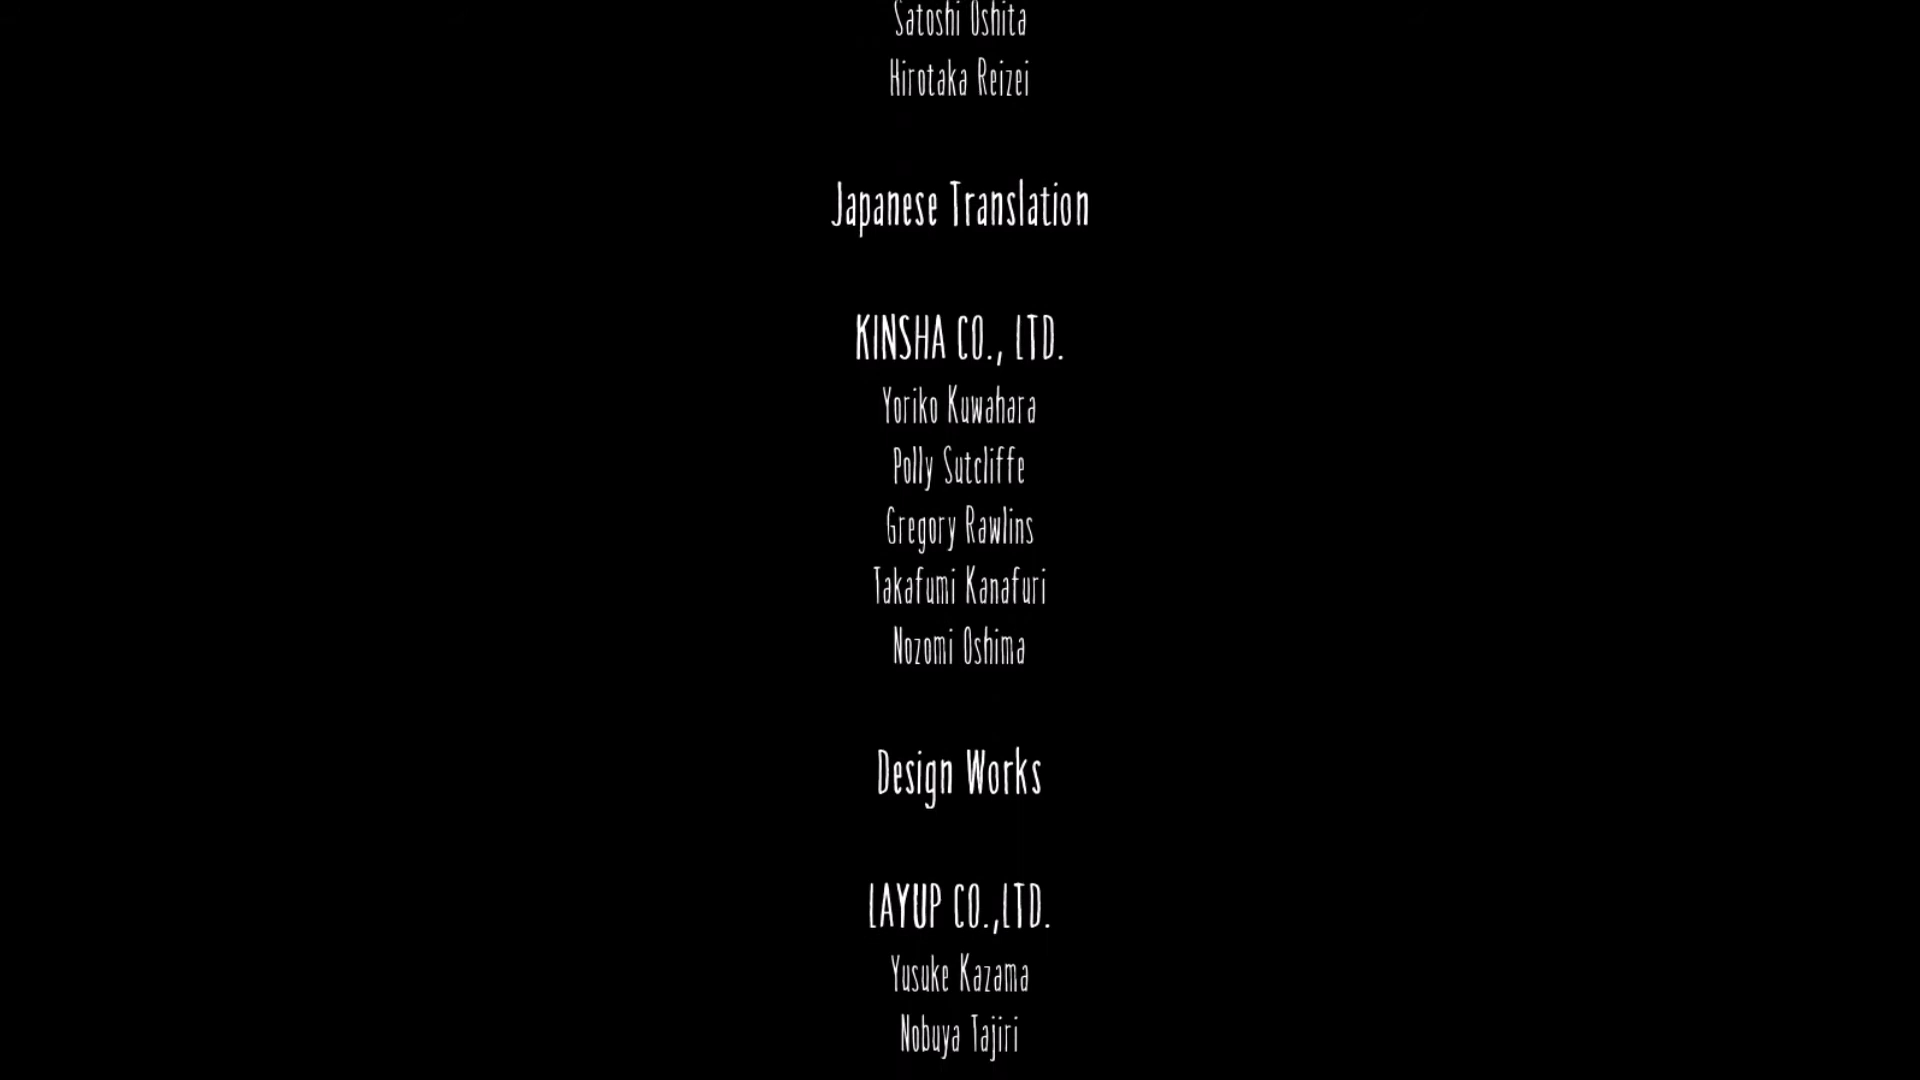 Satoshi Oshita
Hirotaka Reizei
Japanese Translation
KINSHA CO., LTD.
Yoriko Kuwahara
Polly Sutcliffe
Gregory Rawlins
Takafumi Kanafuri
Nozomi Oshima
Design Works
LAYUP CO.,LTD.
Yusuke Kazama
Nobuya Tajiri